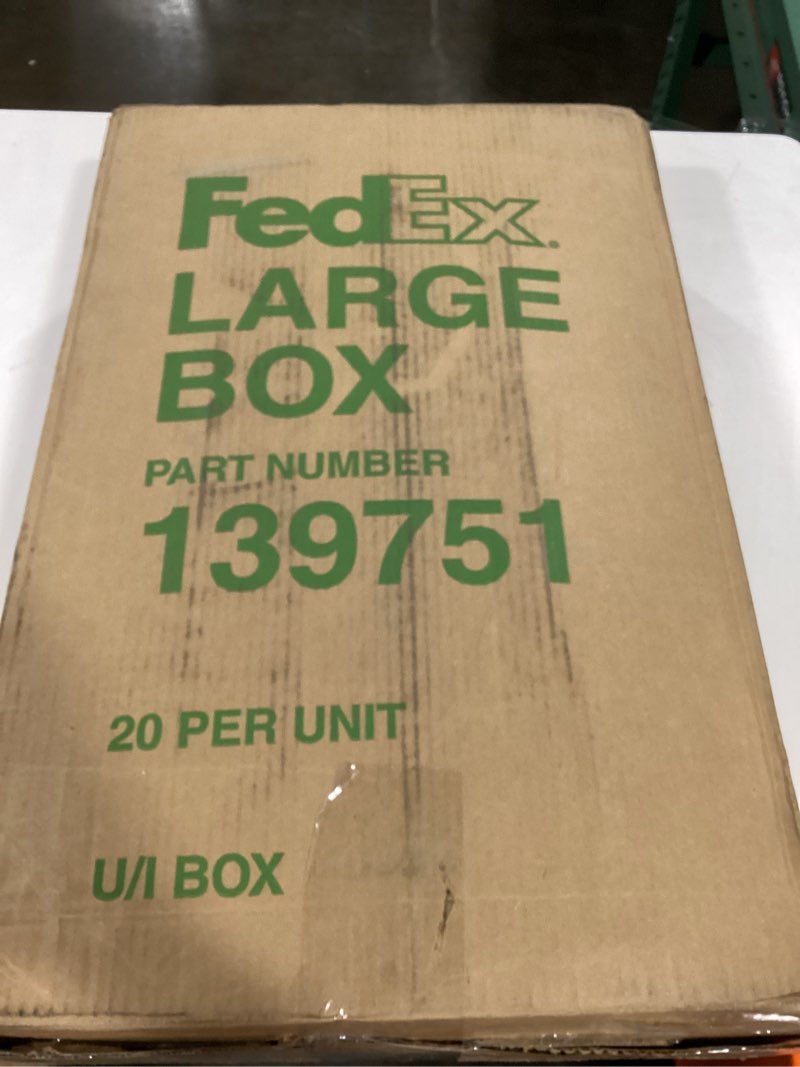 FedEx.
LARGE
BOX
PART NUMBER
139751
20 PER UNIT
U/I BOX